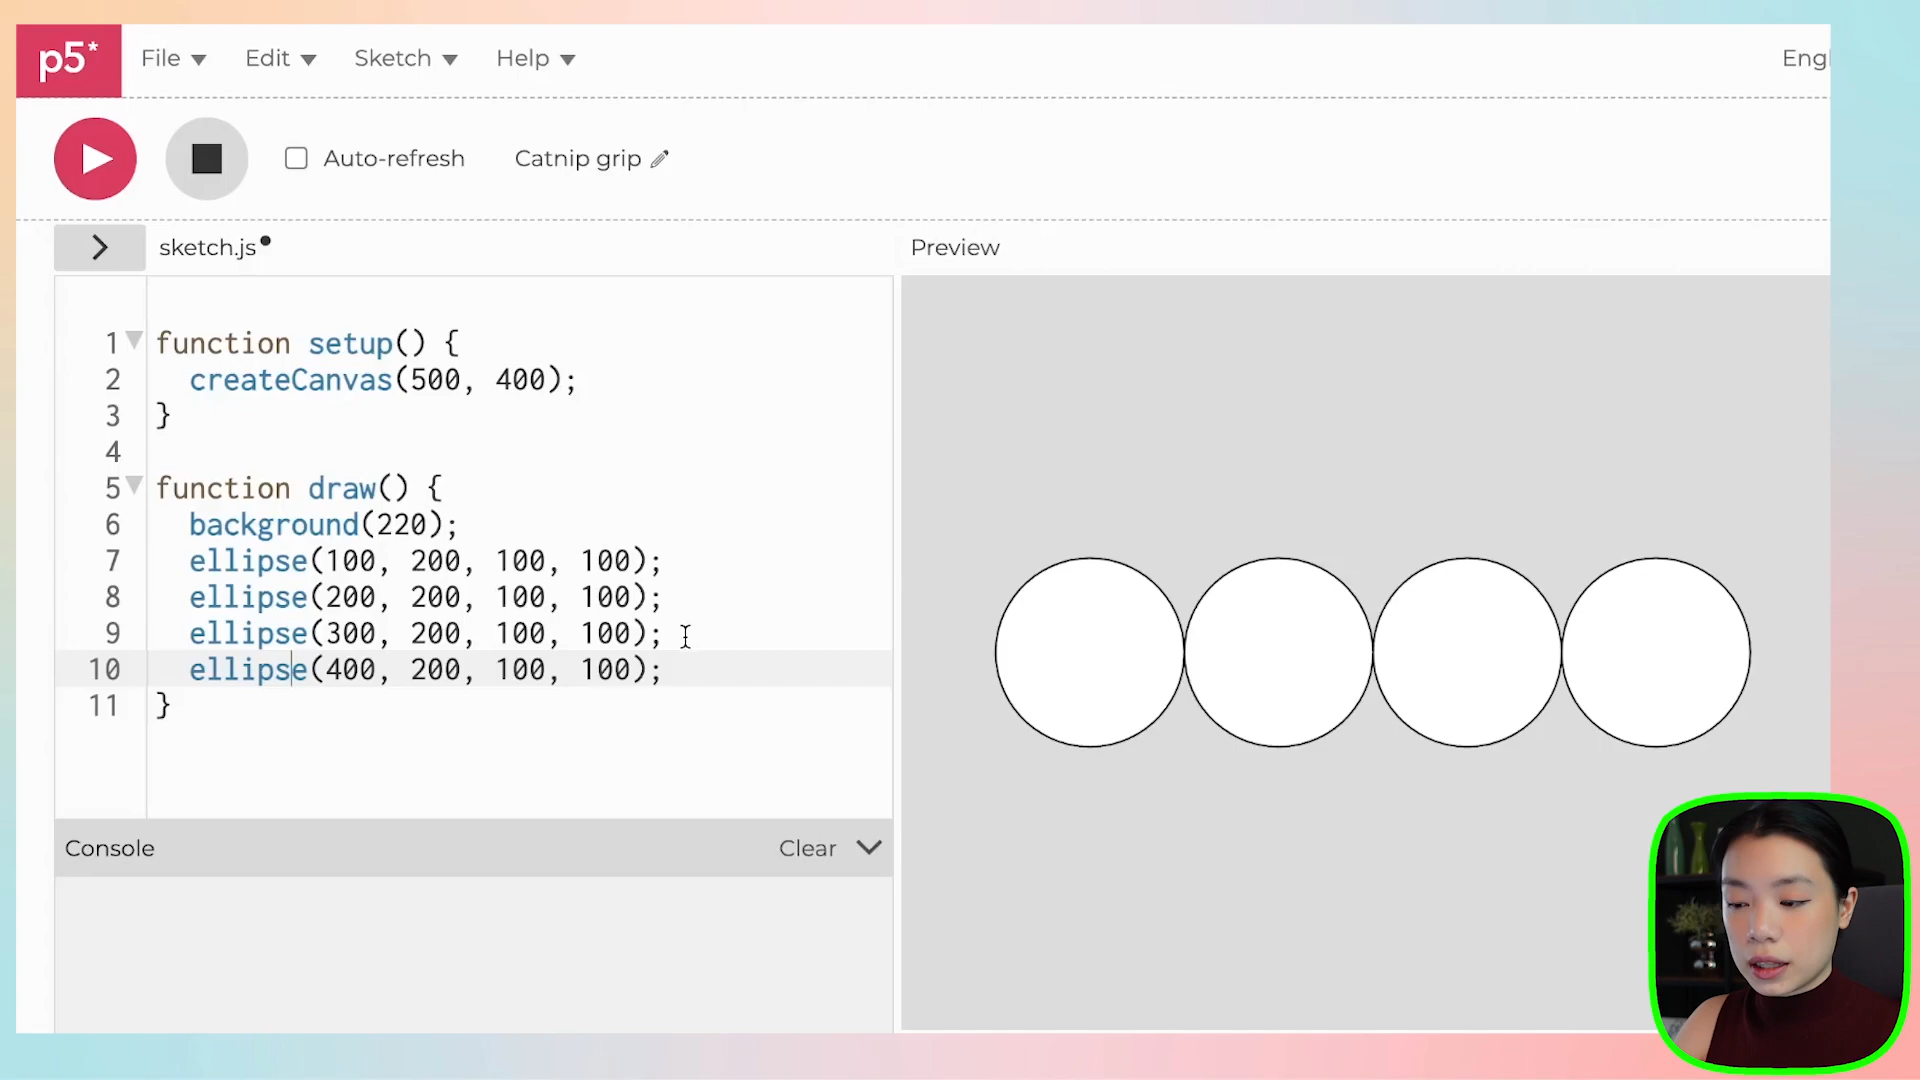 p5* File Edit Sketch Help Engl
Auto-refresh Catnip grip
sketch.js Preview
1 function setup() {
2 createCanvas(500, 400);
3 }
4
5 function draw() {
6 background(220);
7 ellipse(100, 200, 100, 100);
8 ellipse(200, 200, 100, 100);
9 ellipse(300, 200, 100, 100);
10 ellipse(400, 200, 100, 100);
11 }
Console Clear